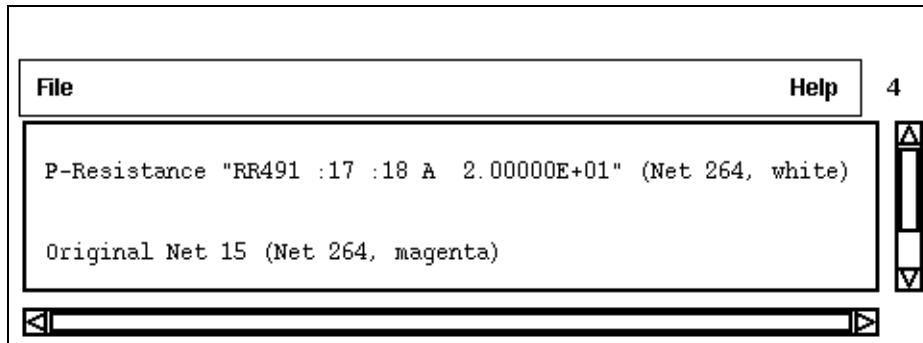 File Help 4
P-Resistance "RR491 :17 :18 A 2.00000E+01" (Net 264, white)
Original Net 15 (Net 264, magenta)